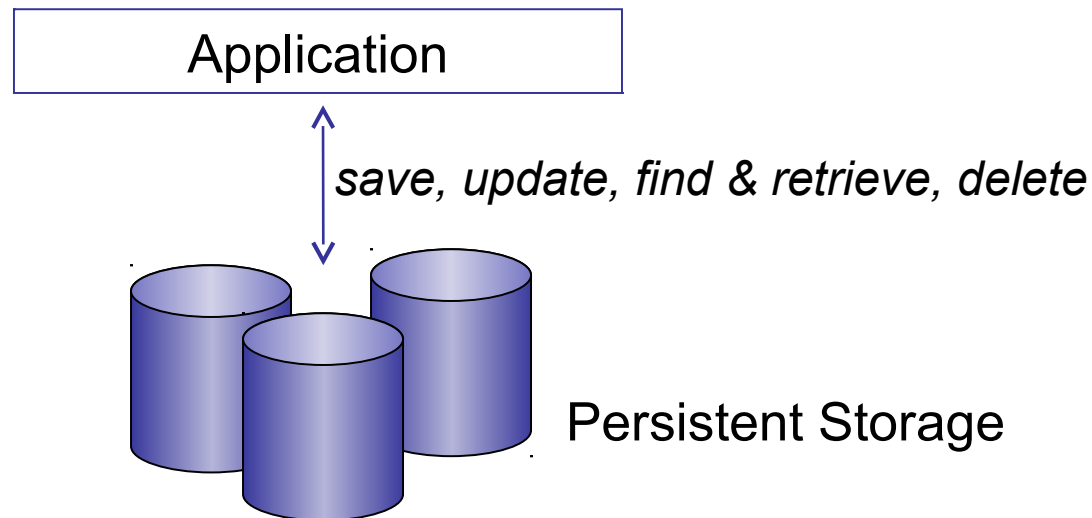 Application
save, update, find & retrieve, delete
Persistent Storage